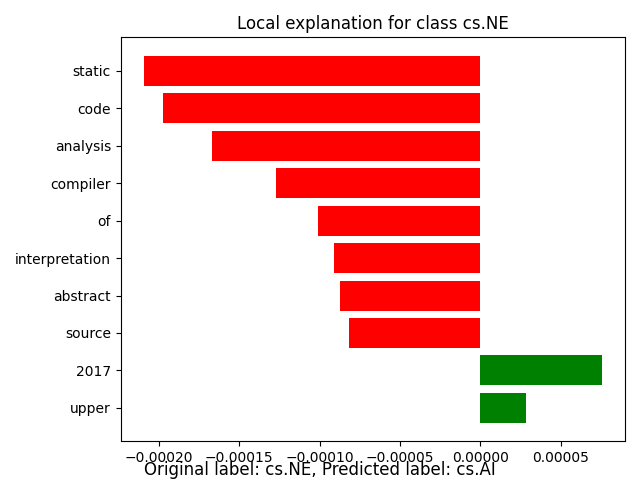 Local explanation for class cs.NE
static
code
analysis
compiler
of
interpretation
abstract
source
2017
upper
−0.00020 −0.00015 −0.00010 −0.00005 0.00000 0.00005
Original label: cs.NE, Predicted label: cs.AI